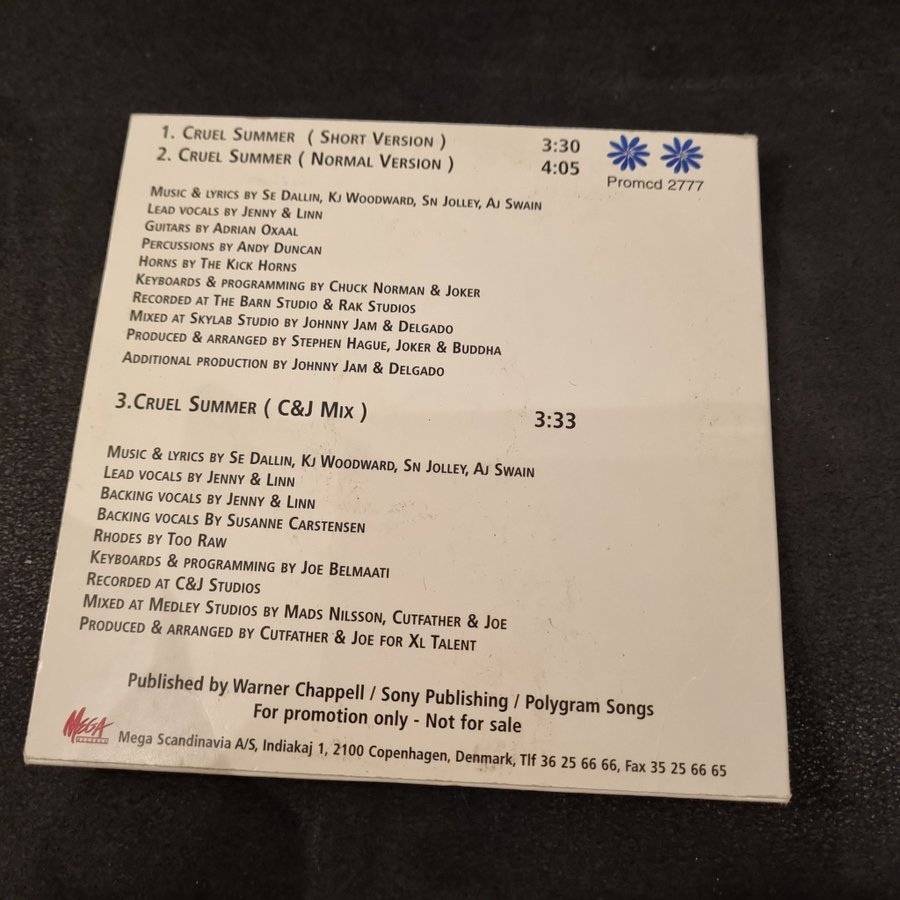 1. Cruel Summer ( Short Version ) 3:30
2. Cruel Summer ( Normal Version ) 4:05
Promcd 2777
Music & lyrics by Se Dallin, Kj Woodward, Sn Jolley, Aj Swain
Lead vocals by Jenny & Linn
Guitars by Adrian Oxaal
Percussions by Andy Duncan
Horns by The Kick Horns
Keyboards & programming by Chuck Norman & Joker
Recorded at The Barn Studio & Rak Studios
Mixed at Skylab Studio by Johnny Jam & Delgado
Produced & arranged by Stephen Hague, Joker & Buddha
Additional production by Johnny Jam & Delgado
3.Cruel Summer ( C&J Mix ) 3:33
Music & lyrics by Se Dallin, Kj Woodward, Sn Jolley, Aj Swain
Lead vocals by Jenny & Linn
Backing vocals by Jenny & Linn
Backing vocals By Susanne Carstensen
Rhodes by Too Raw
Keyboards & programming by Joe Belmaati
Recorded at C&J Studios
Mixed at Medley Studios by Mads Nilsson, Cutfather & Joe
Produced & arranged by Cutfather & Joe for Xl Talent
Published by Warner Chappell / Sony Publishing / Polygram Songs
For promotion only - Not for sale
Mega
Mega Scandinavia A/S, Indiakaj 1, 2100 Copenhagen, Denmark, Tlf 36 25 66 66, Fax 35 25 66 65